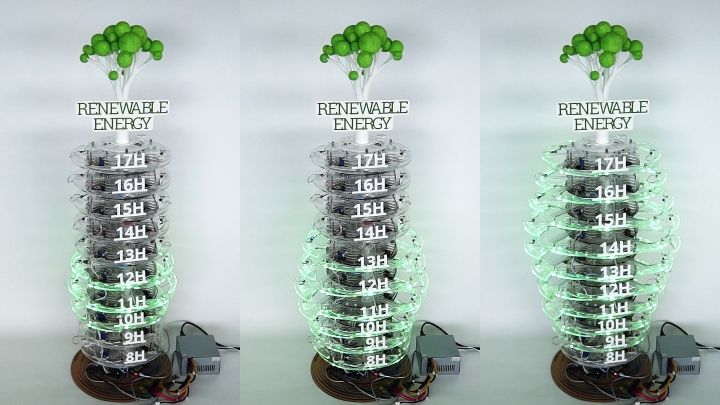 RENEWABLE
ENERGY
17H
16H
15H
14H
13H
12H
11H
10H
9H
8H
RENEWABLE
ENERGY
17H
16H
15H
14H
13H
12H
11H
10H
9H
8H
RENEWABLE
ENERGY
17H
16H
15H
14H
13H
12H
11H
10H
9H
8H